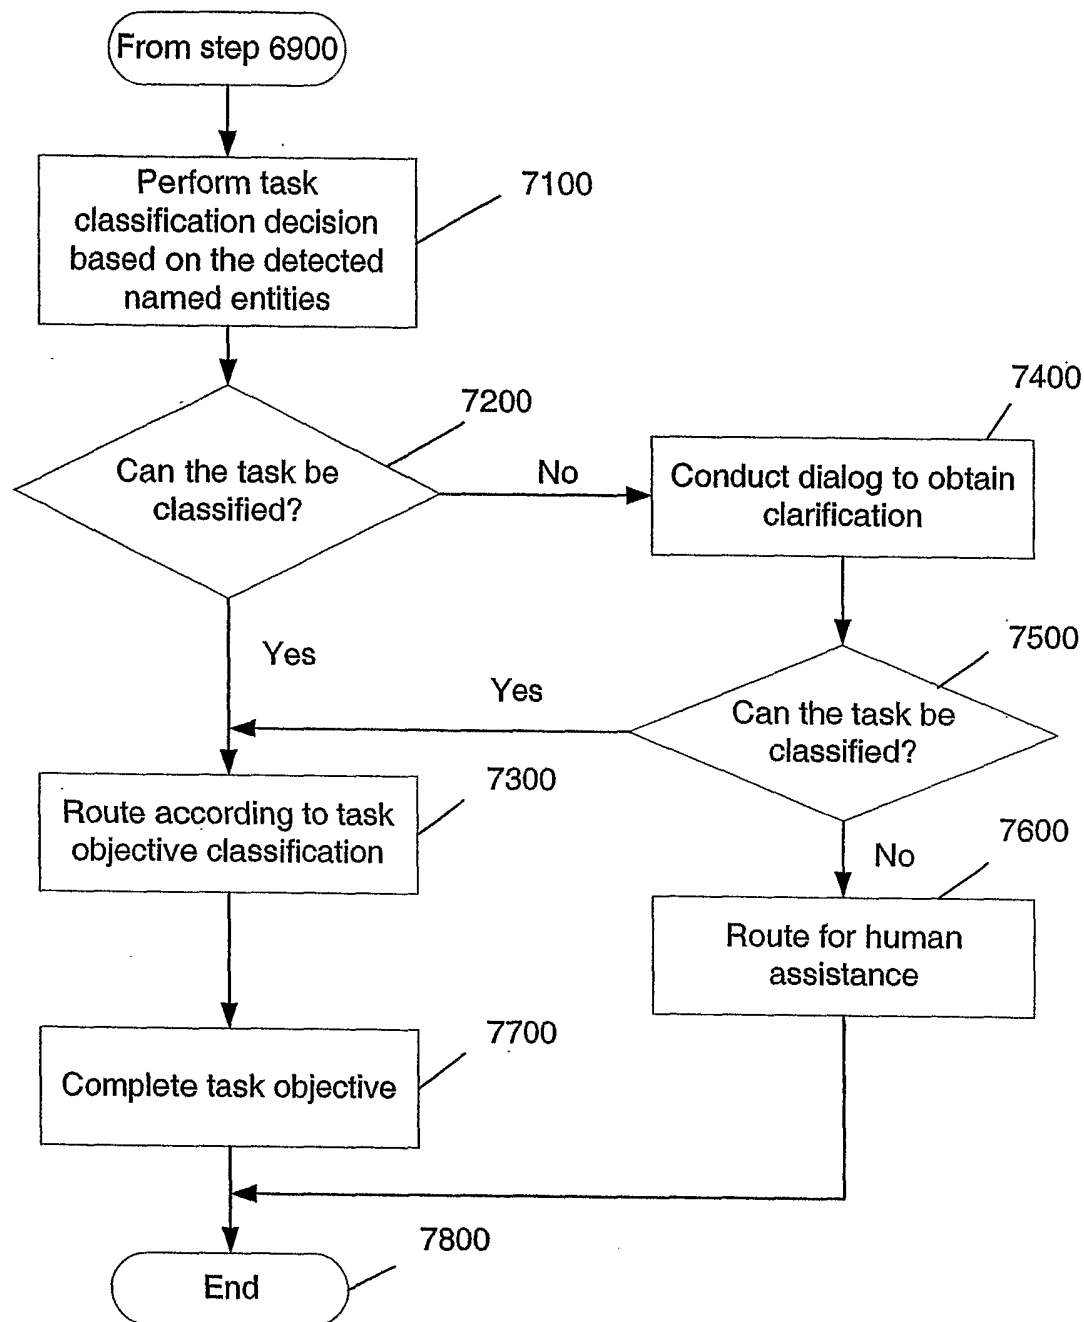 From step 6900
Perform task
classification decision
based on the detected
named entities
7100
7200
Can the task be
classified?
No
7400
Conduct dialog to obtain
clarification
Yes
7500
Can the task be
classified?
Yes
7300
Route according to task
objective classification
No
7600
Route for human
assistance
7700
Complete task objective
7800
End